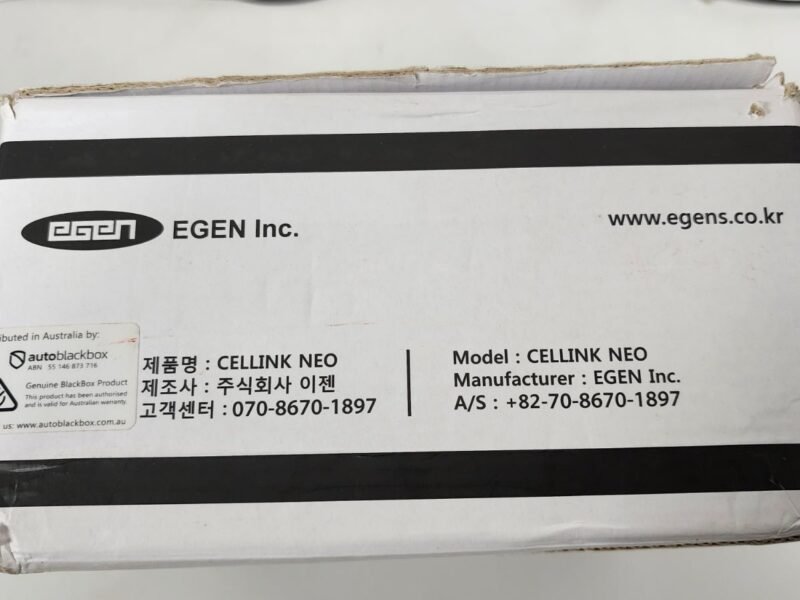 egen EGEN Inc.
www.egens.co.kr
ibuted in Australia by:
autoblackbox
ABN 55 146 873 716
Genuine BlackBox Product
This product has been authorised
and is valid for Australian warranty.
us: www.autoblackbox.com.au
제품명 : CELLINK NEO
제조사 : 주식회사 이젠
고객센터 : 070-8670-1897
Model : CELLINK NEO
Manufacturer : EGEN Inc.
A/S : +82-70-8670-1897